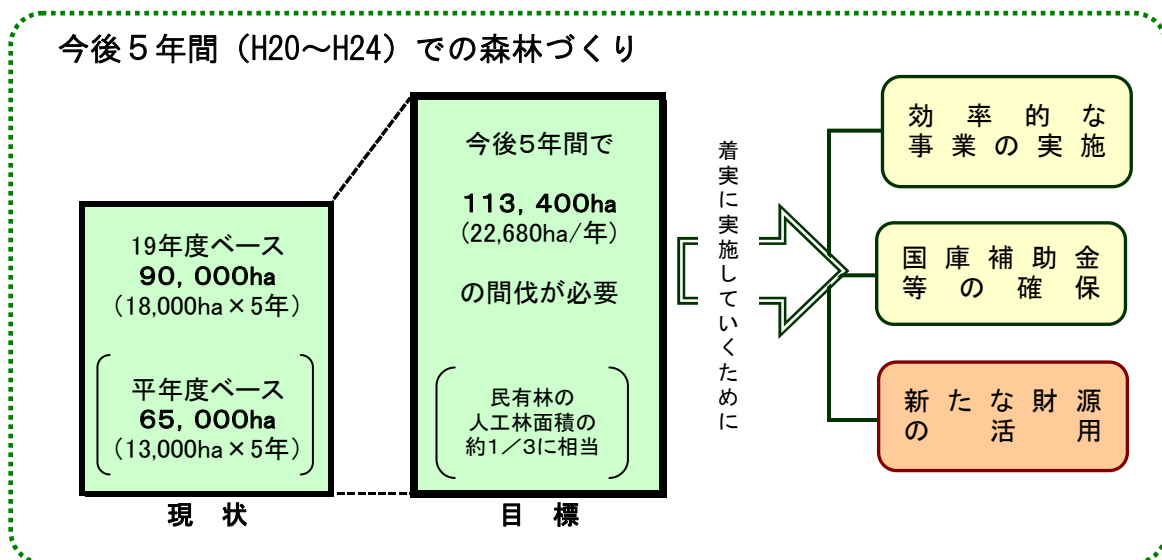 今後５年間（H20～H24）での森林づくり
19年度ベース
90，000ha
（18,000ha×5年）
平年度ベース
65，000ha
（13,000ha×5年）
現 状
今後5年間で
113，400ha
（22,680ha/年）
の間伐が必要
民有林の
人工林面積の
約1／3に相当
目 標
着実に実施していくために
効率的な
事業の実施
国庫補助金
等の確保
新たな財源
の活用